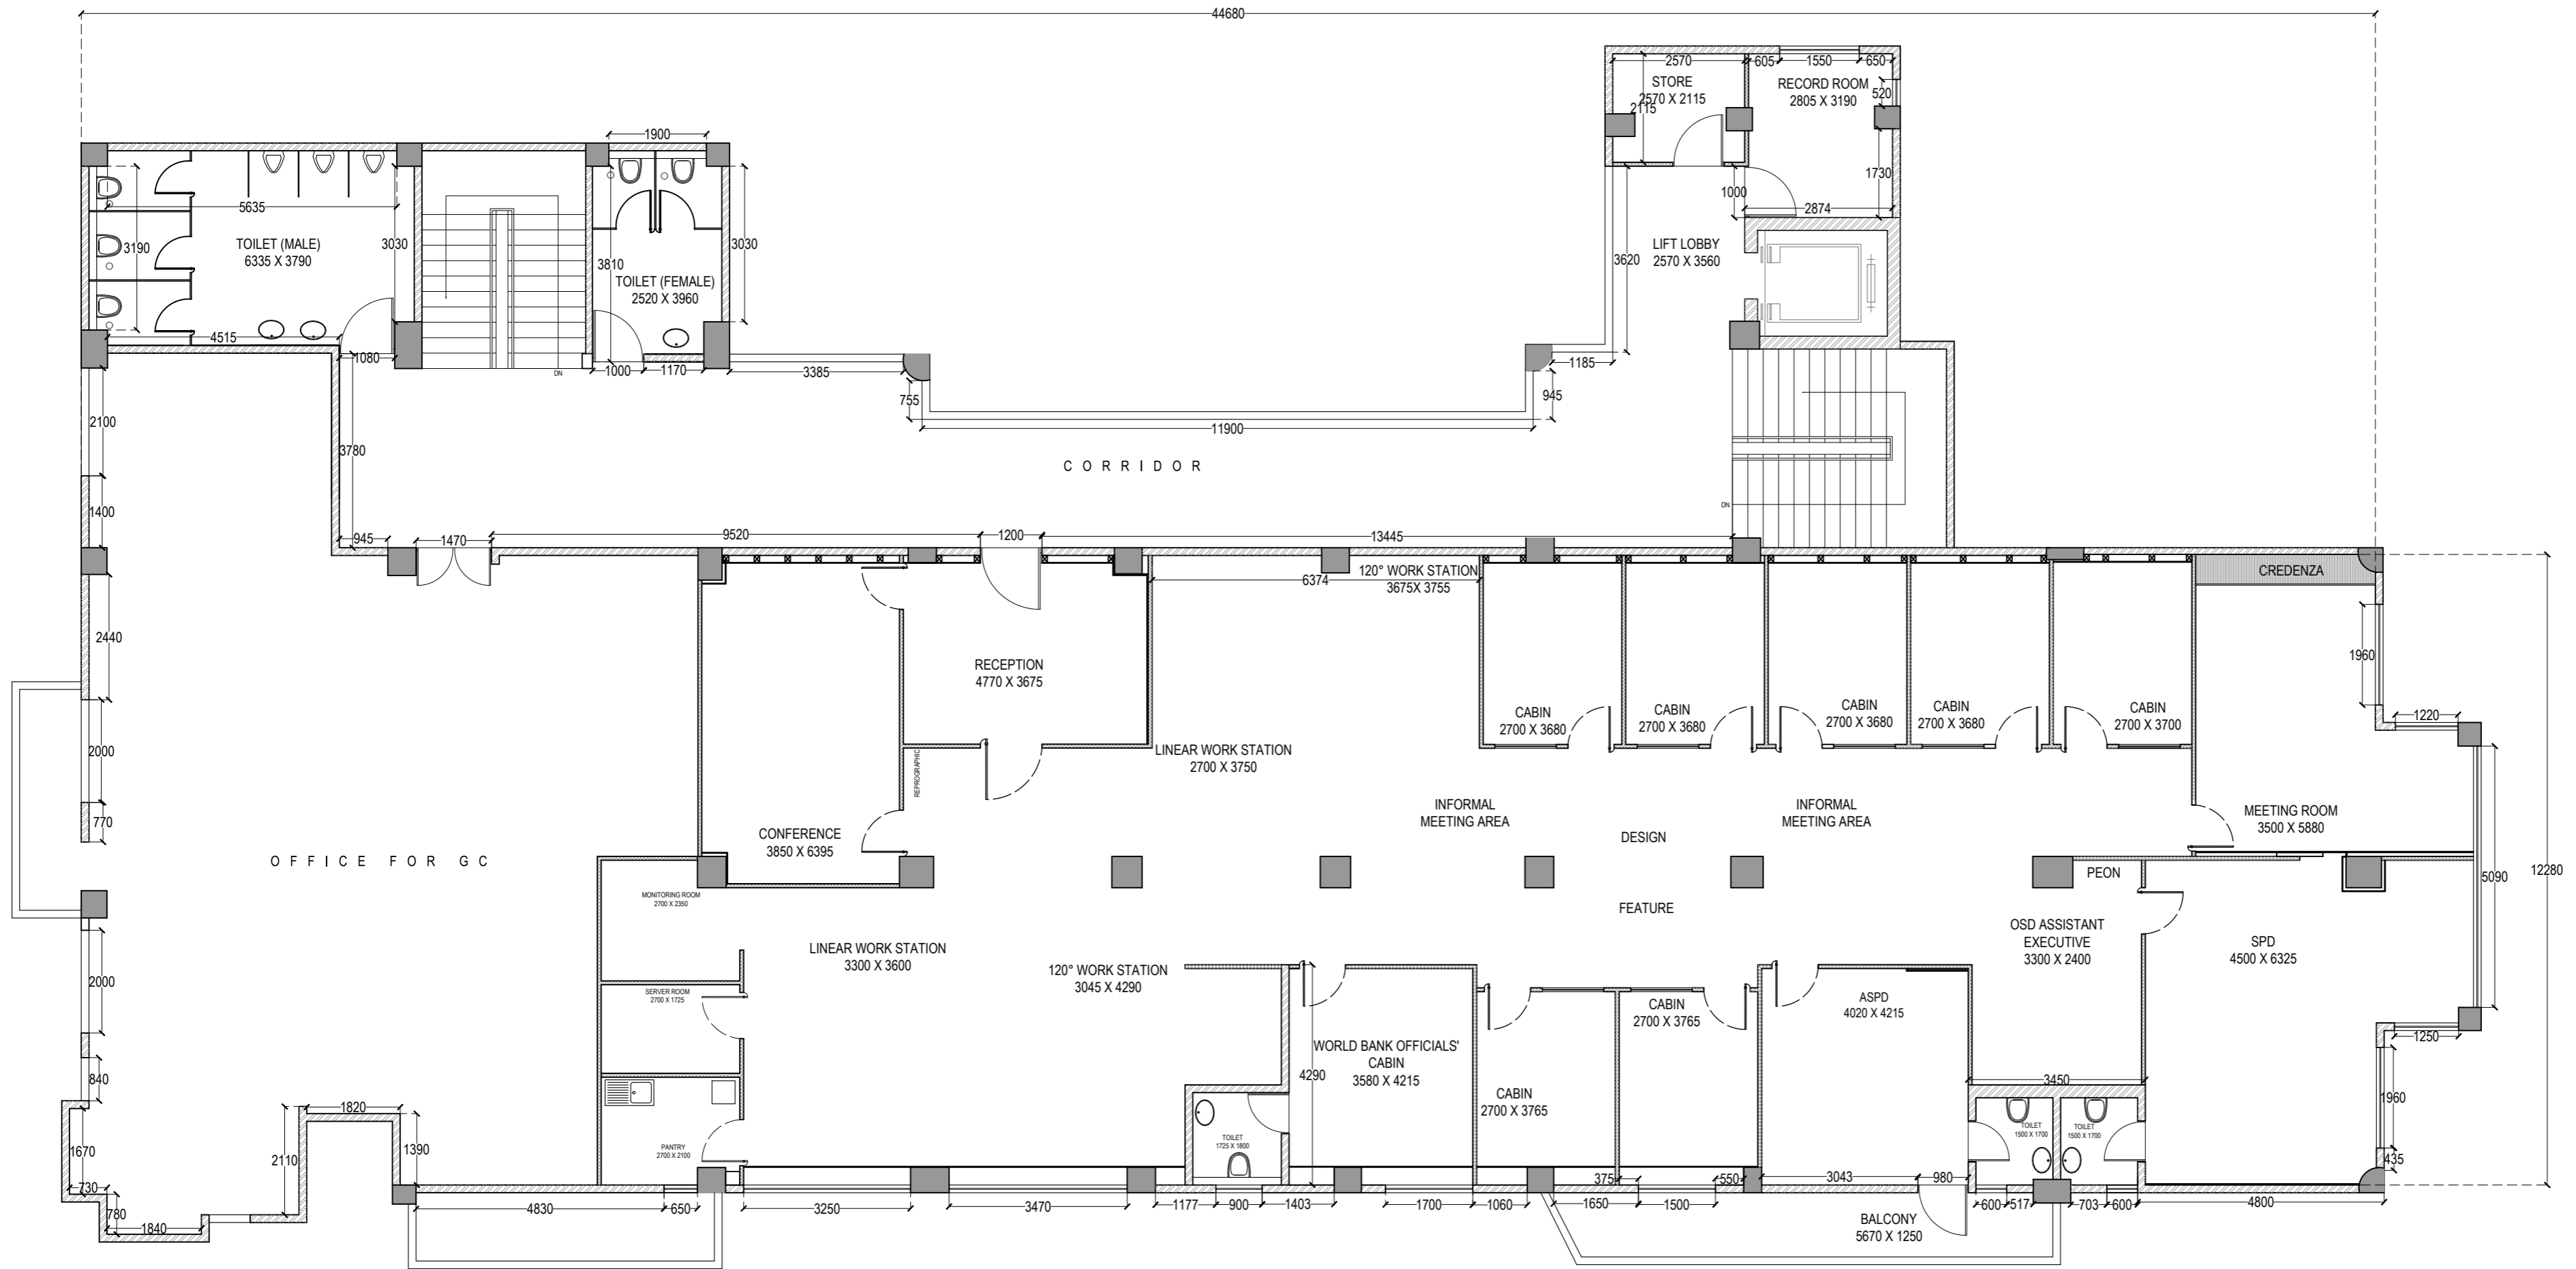 44680
2570
605
1550
650
STORE
2570 X 2115
2115
RECORD ROOM
2805 X 3190
520
1730
1000
2874
LIFT LOBBY
2570 X 3560
3620
1185
945
1900
5635
3190
TOILET (MALE)
6335 X 3790
3030
3810
TOILET (FEMALE)
2520 X 3960
3030
4515
1080
DN
1000
1170
3385
755
11900
2100
3780
1400
CORRIDOR
DN
945
1470
9520
1200
13445
6374
120° WORK STATION
3675X 3755
CREDENZA
2440
RECEPTION
4770 X 3675
1960
CABIN
2700 X 3680
CABIN
2700 X 3680
CABIN
2700 X 3680
CABIN
2700 X 3680
CABIN
2700 X 3700
1220
2000
REPROGRAPHIC
LINEAR WORK STATION
2700 X 3750
770
CONFERENCE
3850 X 6395
INFORMAL
MEETING AREA
DESIGN
INFORMAL
MEETING AREA
MEETING ROOM
3500 X 5880
OFFICE FOR GC
5090
12280
PEON
MONITORING ROOM
2700 X 2350
FEATURE
OSD ASSISTANT
EXECUTIVE
3300 X 2400
SPD
4500 X 6325
LINEAR WORK STATION
3300 X 3600
120° WORK STATION
3045 X 4290
2000
SERVER ROOM
2700 X 1725
ASPD
4020 X 4215
CABIN
2700 X 3765
1250
WORLD BANK OFFICIALS'
CABIN
3580 X 4215
4290
840
CABIN
2700 X 3765
3450
1960
1820
1670
2110
1390
PANTRY
2700 X 2100
TOILET
1725 X 1800
TOILET
1500 X 1700
TOILET
1500 X 1700
435
730
780
1840
4830
650
3250
3470
1177
900
1403
1700
1060
375
550
1650
1500
3043
980
600
517
703
600
4800
BALCONY
5670 X 1250